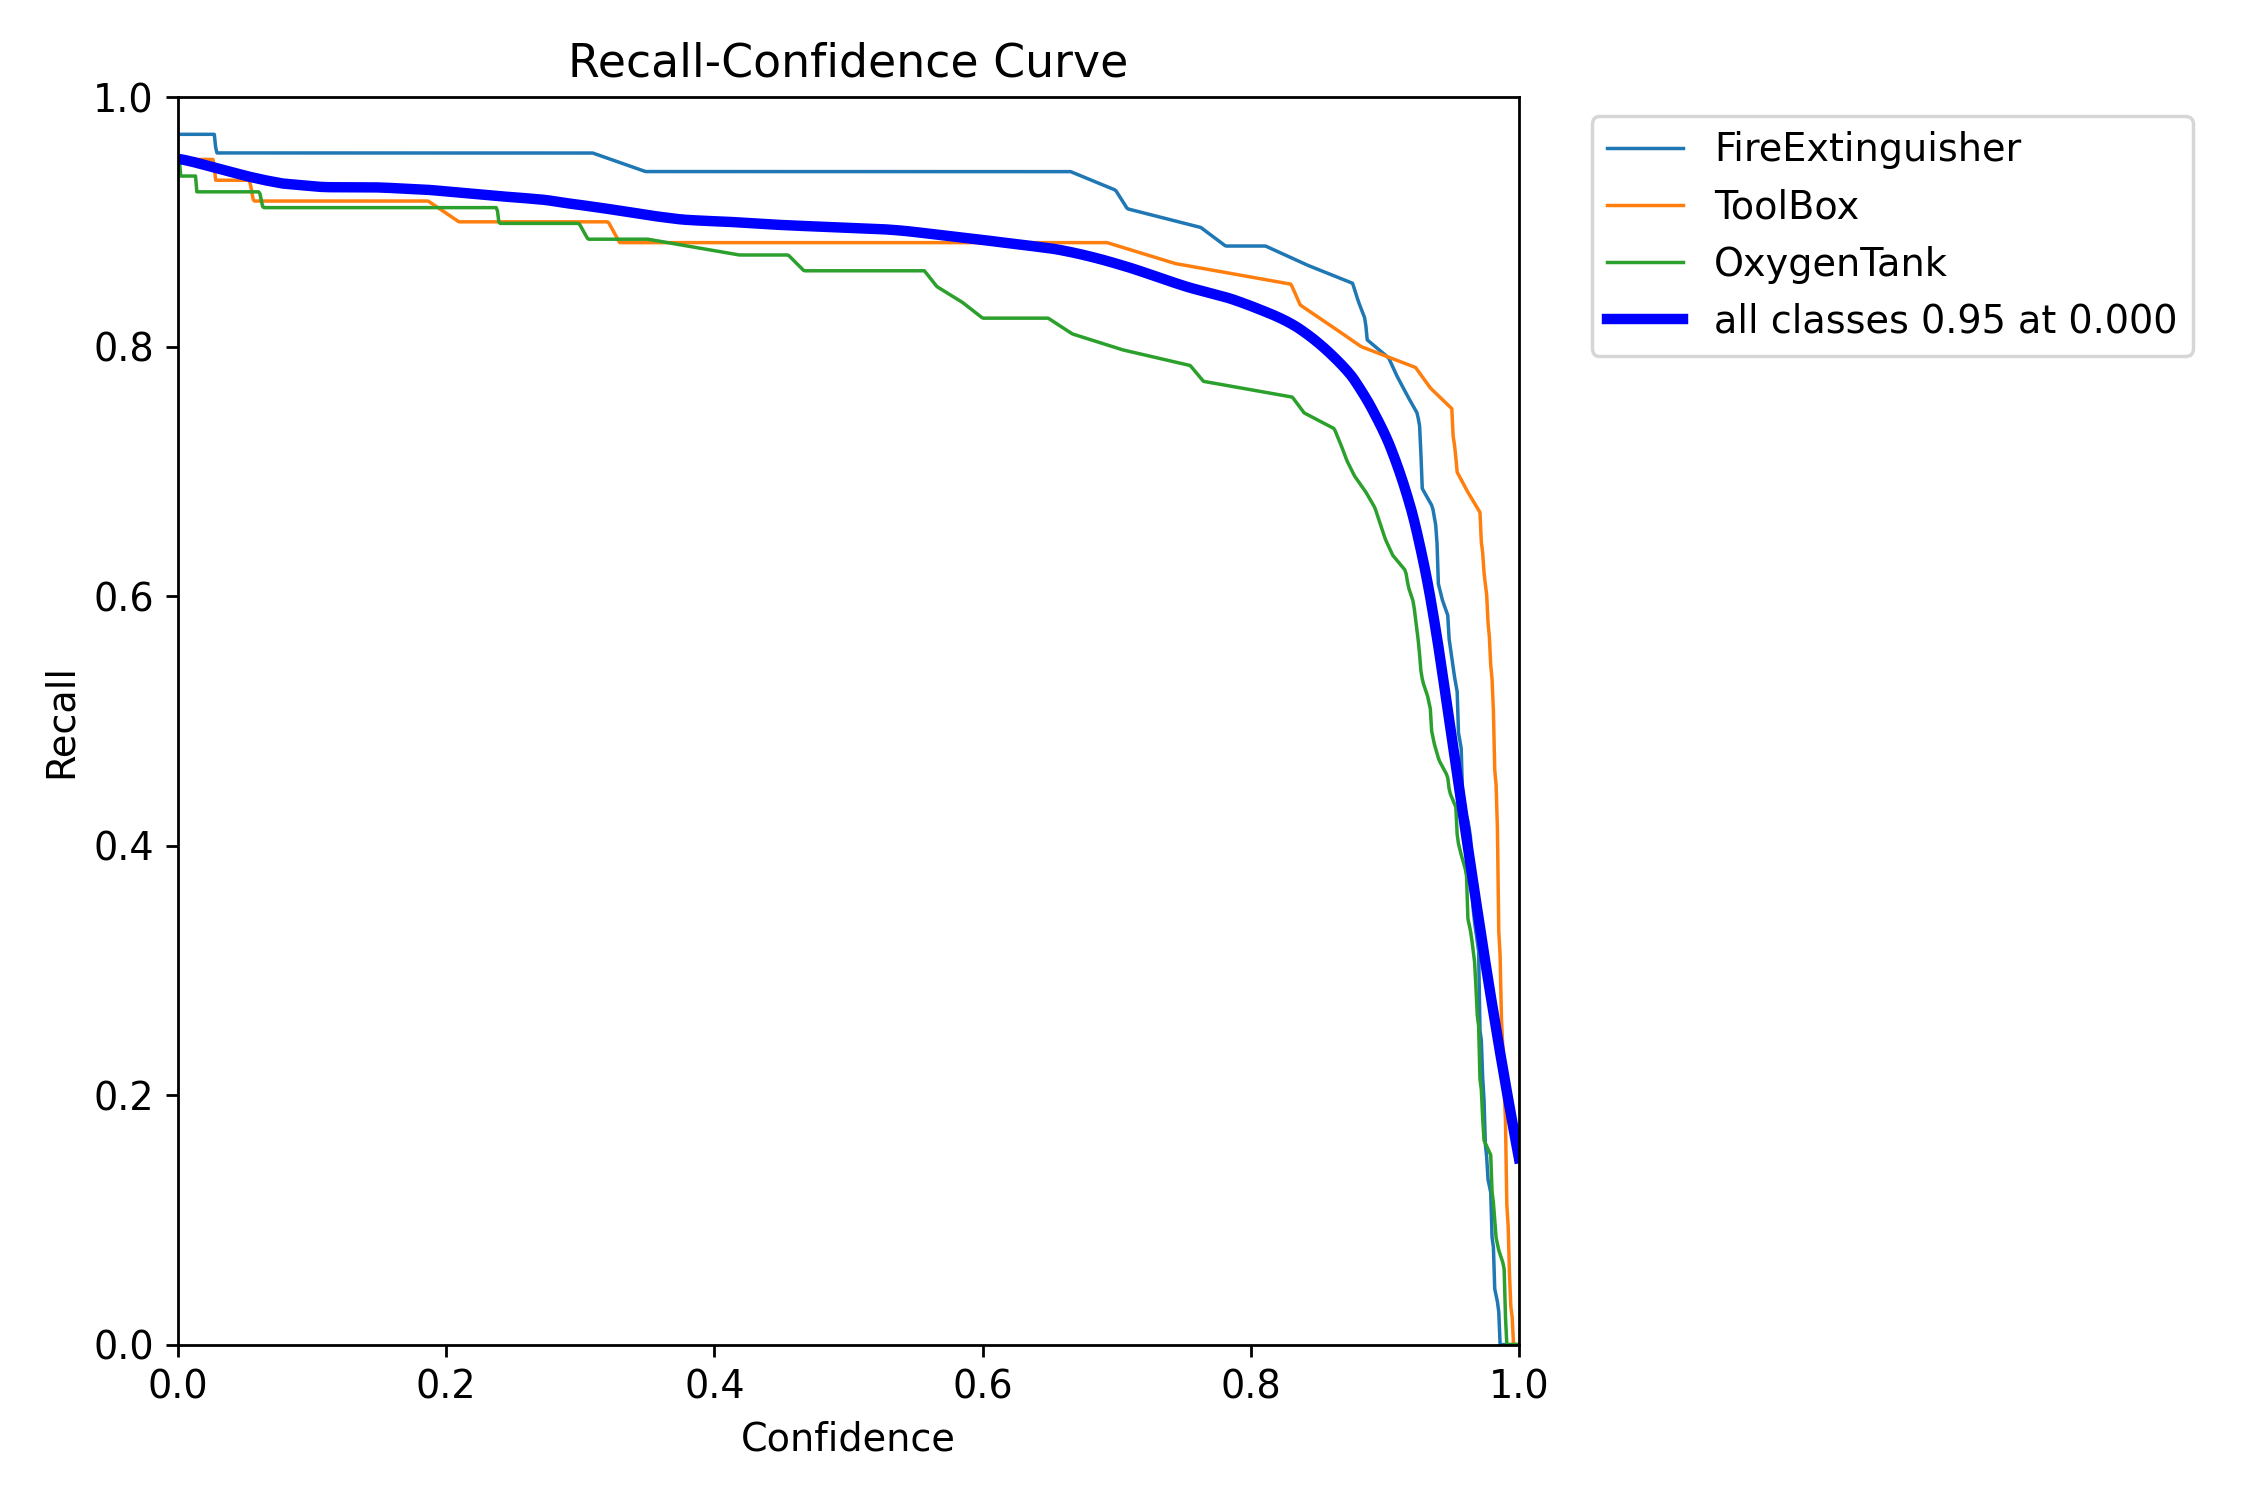 Recall-Confidence Curve
1.0
0.8
0.6
0.4
0.2
0.0
Recall
0.0 0.2 0.4 0.6 0.8 1.0
Confidence
FireExtinguisher
ToolBox
OxygenTank
all classes 0.95 at 0.000